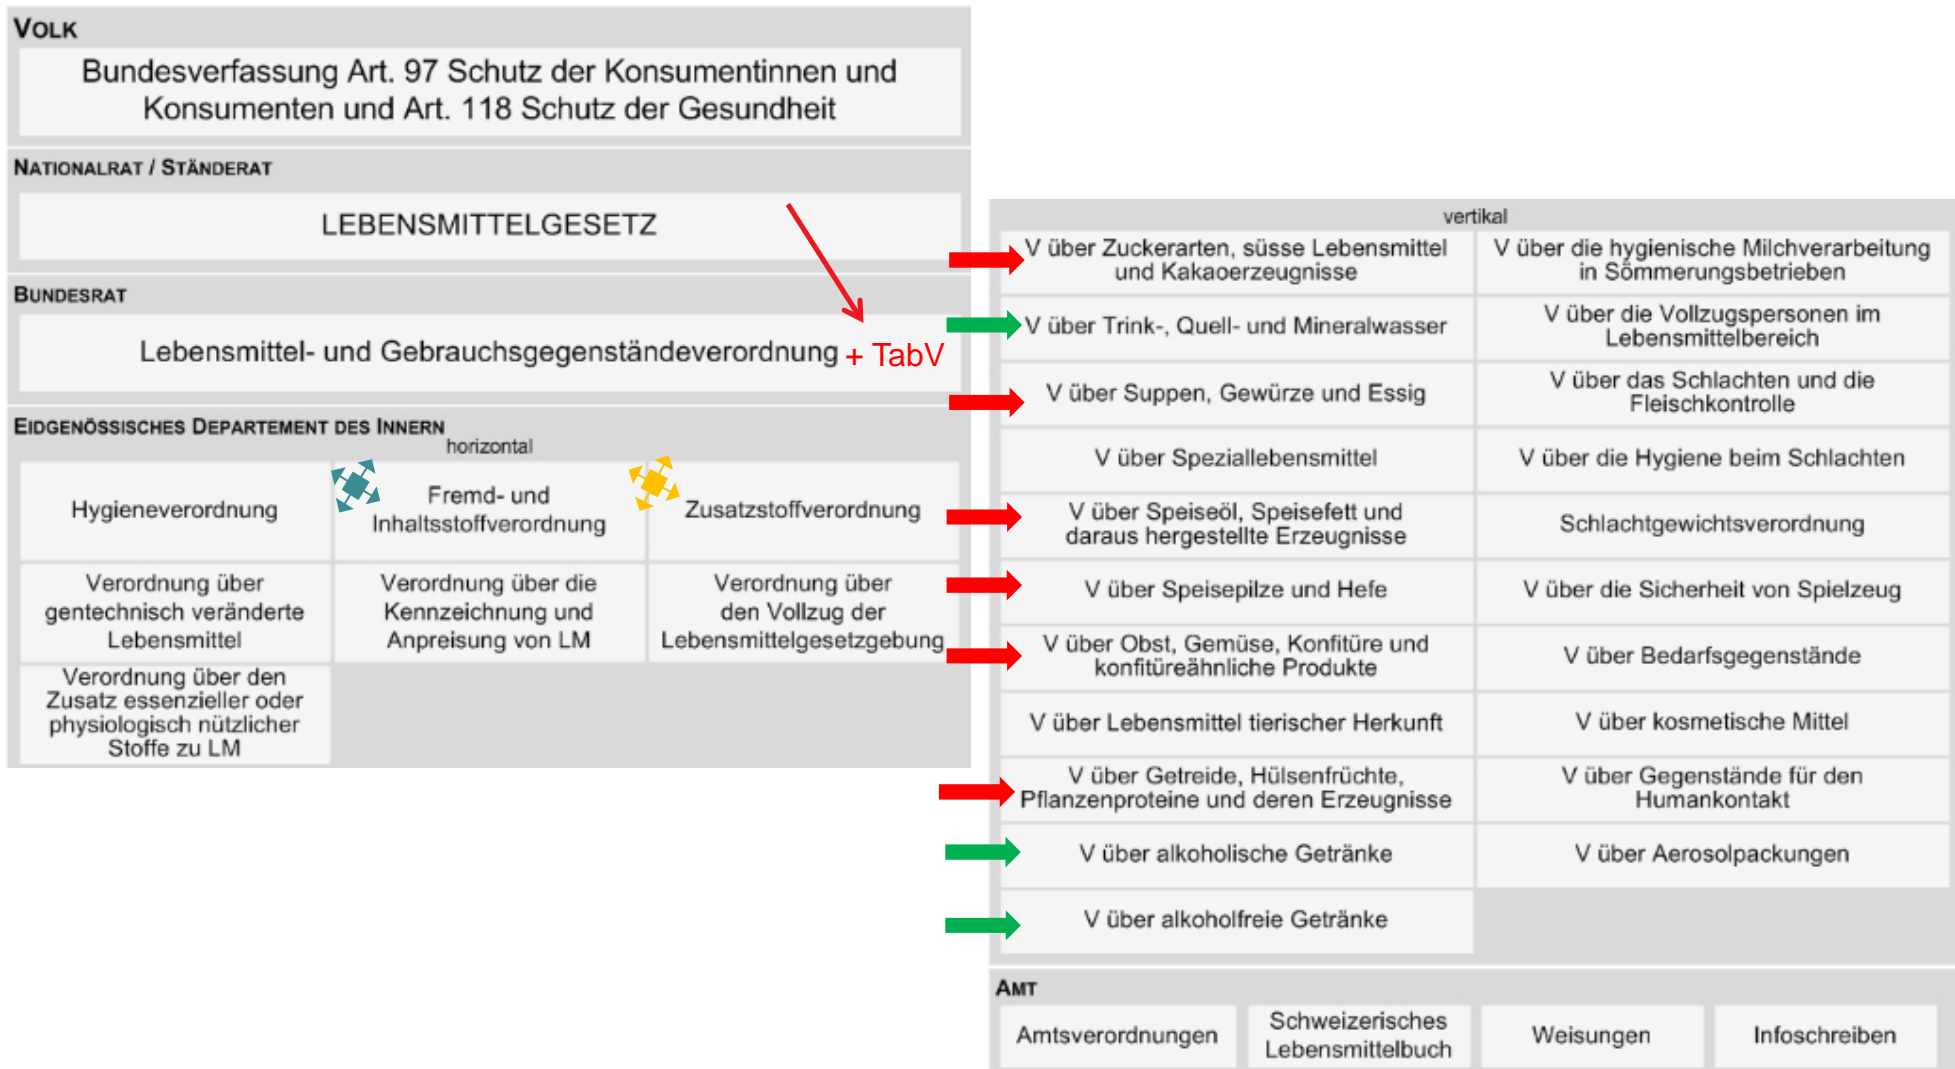 VOLK
Bundesverfassung Art. 97 Schutz der Konsumentinnen und
Konsumenten und Art. 118 Schutz der Gesundheit
NATIONALRAT / STÄNDERAT
LEBENSMITTELGESETZ
BUNDESRAT
Lebensmittel- und Gebrauchsgegenständeverordnung + TabV
EIDGENÖSSISCHES DEPARTEMENT DES INNERN
horizontal
Hygieneverordnung
Fremd- und
Inhaltsstoffverordnung
Zusatzstoffverordnung
Verordnung über
gentechnisch veränderte
Lebensmittel
Verordnung über die
Kennzeichnung und
Anpreisung von LM
Verordnung über
den Vollzug der
Lebensmittelgesetzgebung
Verordnung über den
Zusatz essenzieller oder
physiologisch nützlicher
Stoffe zu LM
vertikal
V über Zuckerarten, süsse Lebensmittel
und Kakaoerzeugnisse
V über die hygienische Milchverarbeitung
in Sömmerungsbetrieben
V über Trink-, Quell- und Mineralwasser
V über die Vollzugspersonen im
Lebensmittelbereich
V über Suppen, Gewürze und Essig
V über das Schlachten und die
Fleischkontrolle
V über Speziallebensmittel
V über die Hygiene beim Schlachten
V über Speiseöl, Speisefett und
daraus hergestellte Erzeugnisse
Schlachtgewichtsverordnung
V über Speisepilze und Hefe
V über die Sicherheit von Spielzeug
V über Obst, Gemüse, Konfitüre und
konfitüreähnliche Produkte
V über Bedarfsgegenstände
V über Lebensmittel tierischer Herkunft
V über kosmetische Mittel
V über Getreide, Hülsenfrüchte,
Pflanzenproteine und deren Erzeugnisse
V über Gegenstände für den
Humankontakt
V über alkoholische Getränke
V über Aerosolpackungen
V über alkoholfreie Getränke
AMT
Amtsverordnungen
Schweizerisches
Lebensmittelbuch
Weisungen
Infoschreiben